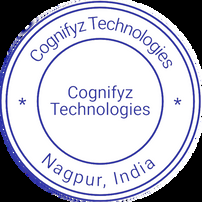 Cognifyz Technologies
Cognifyz
Technologies
* *
Nagpur, India